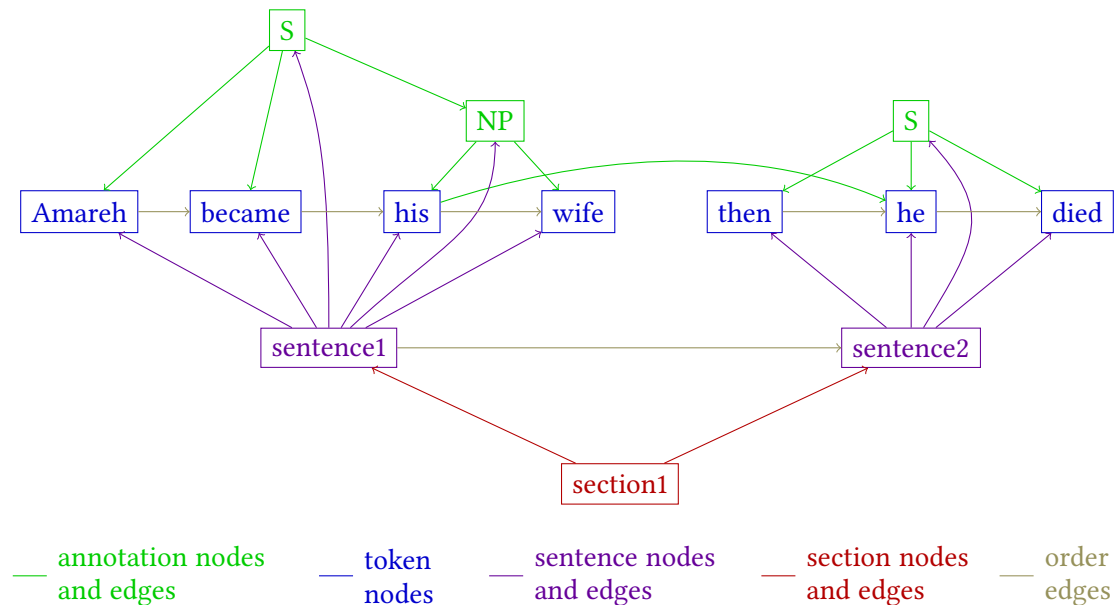 S
NP
S
Amareh became his wife then he died
sentence1 sentence2
section1
annotation nodes and edges
token nodes
sentence nodes and edges
section nodes and edges
order edges